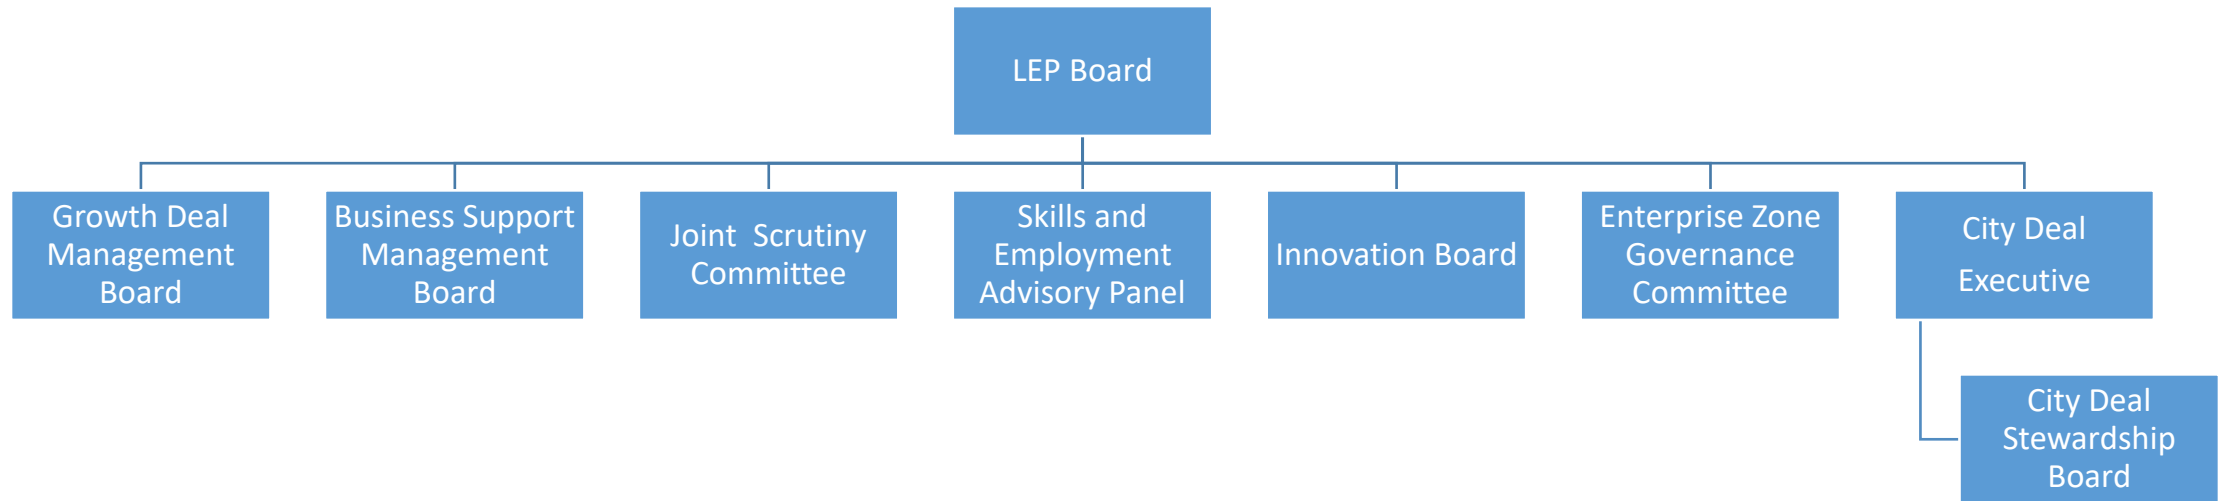 LEP Board
Growth Deal
Management
Board
Business Support
Management
Board
Joint  Scrutiny
Committee
Skills and
Employment
Advisory Panel
Innovation Board
Enterprise Zone
Governance
Committee
City Deal
Executive
City Deal
Stewardship
Board